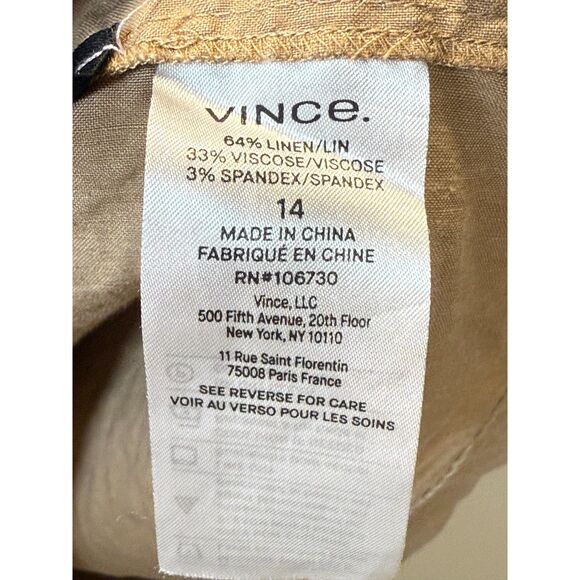 VINCe.
64% LINEN/LIN
33% VISCOSE/VISCOSE
3% SPANDEX/SPANDEX
14
MADE IN CHINA
FABRIQUÉ EN CHINE
RN#106730
Vince, LLC
500 Fifth Avenue, 20th Floor
New York, NY 10110
11 Rue Saint Florentin
75008 Paris France
SEE REVERSE FOR CARE
VOIR AU VERSO POUR LES SOINS